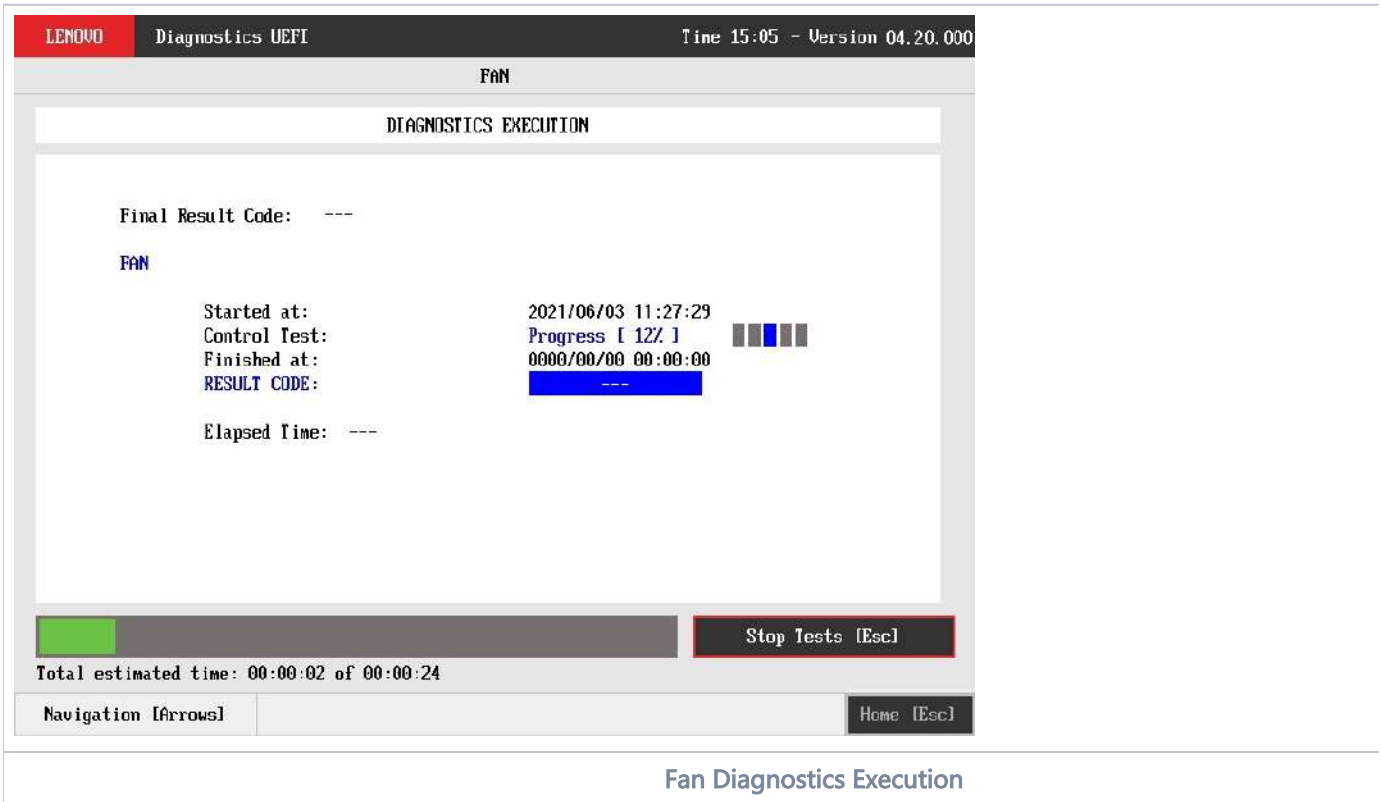 LENOVO Diagnostics UEFI Time 15:05 - Version 04.20.000
FAN
DIAGNOSTICS EXECUTION
Final Result Code: ---
FAN
Started at: 2021/06/03 11:27:29
Control Test: Progress [ 12% ]
Finished at: 0000/00/00 00:00:00
RESULT CODE: ---
Elapsed Time: ---
Stop Tests [Esc]
Total estimated time: 00:00:02 of 00:00:24
Navigation [Arrows] Home [Esc]
Fan Diagnostics Execution